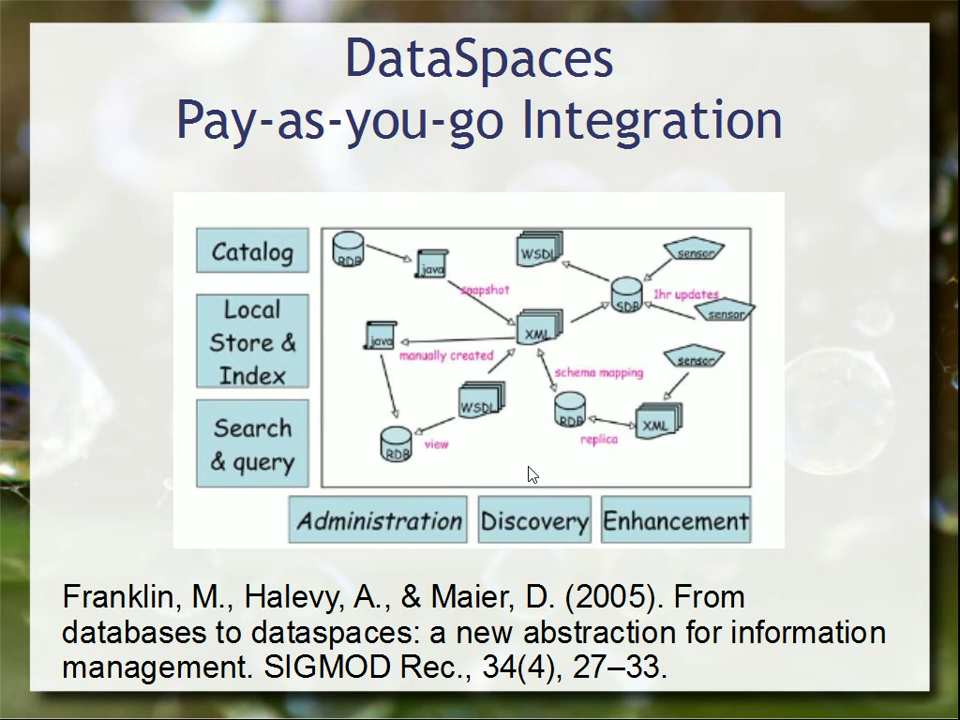 DataSpaces
Pay-as-you-go Integration
Catalog
Local
Store &
Index
Search
& query
RDB
java
snapshot
WSDL
sensor
SDB
1hr updates
sensor
XML
java
manually created
sensor
schema mapping
WSDL
RDB
XML
replica
view
RDB
Administration
Discovery
Enhancement
Franklin, M., Halevy, A., & Maier, D. (2005). From
databases to dataspaces: a new abstraction for information
management. SIGMOD Rec., 34(4), 27–33.